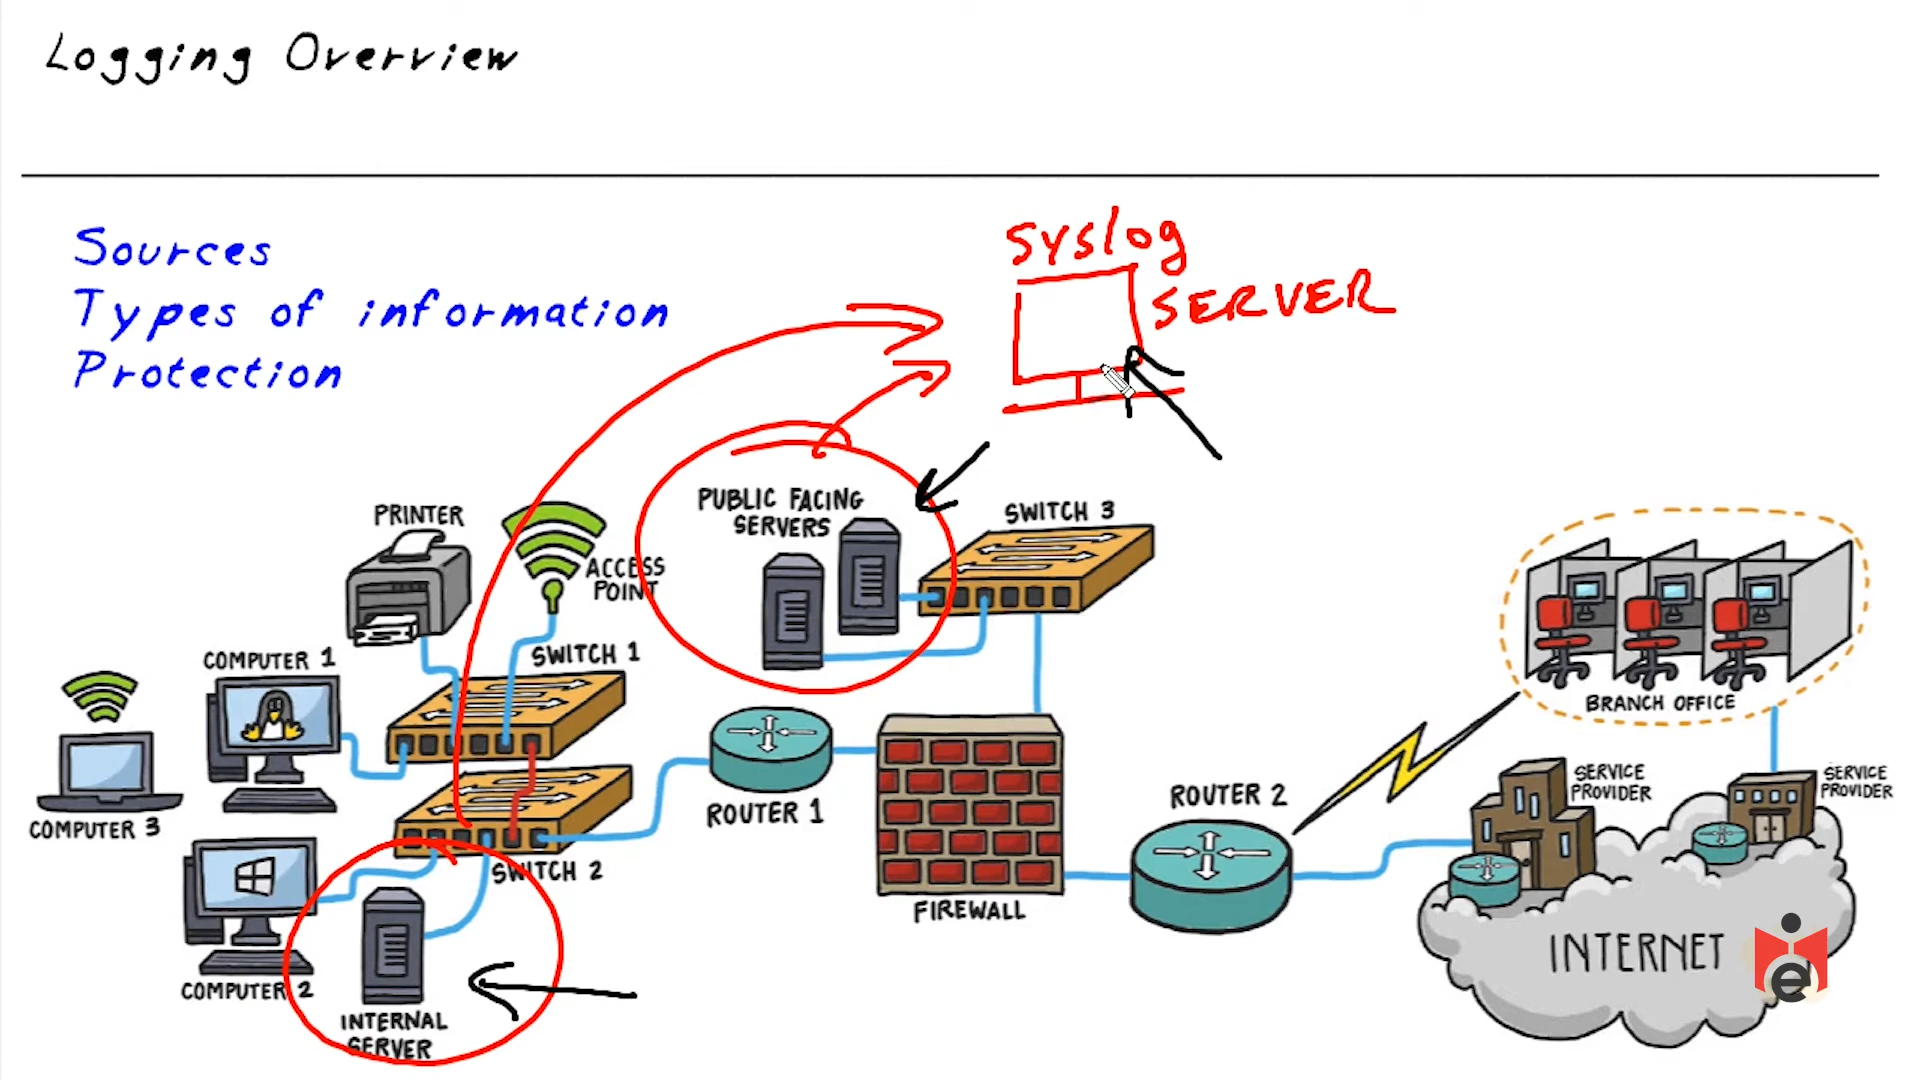 Logging Overview
Sources
Types of information
Protection
syslog
SERVER
PUBLIC FACING
SERVERS
SWITCH 3
PRINTER
ACCESS
POINT
COMPUTER 1
SWITCH 1
COMPUTER 3
ROUTER 1
SWITCH 2
COMPUTER 2
INTERNAL
SERVER
FIREWALL
ROUTER 2
BRANCH OFFICE
SERVICE
PROVIDER
SERVICE
PROVIDER
INTERNET
e